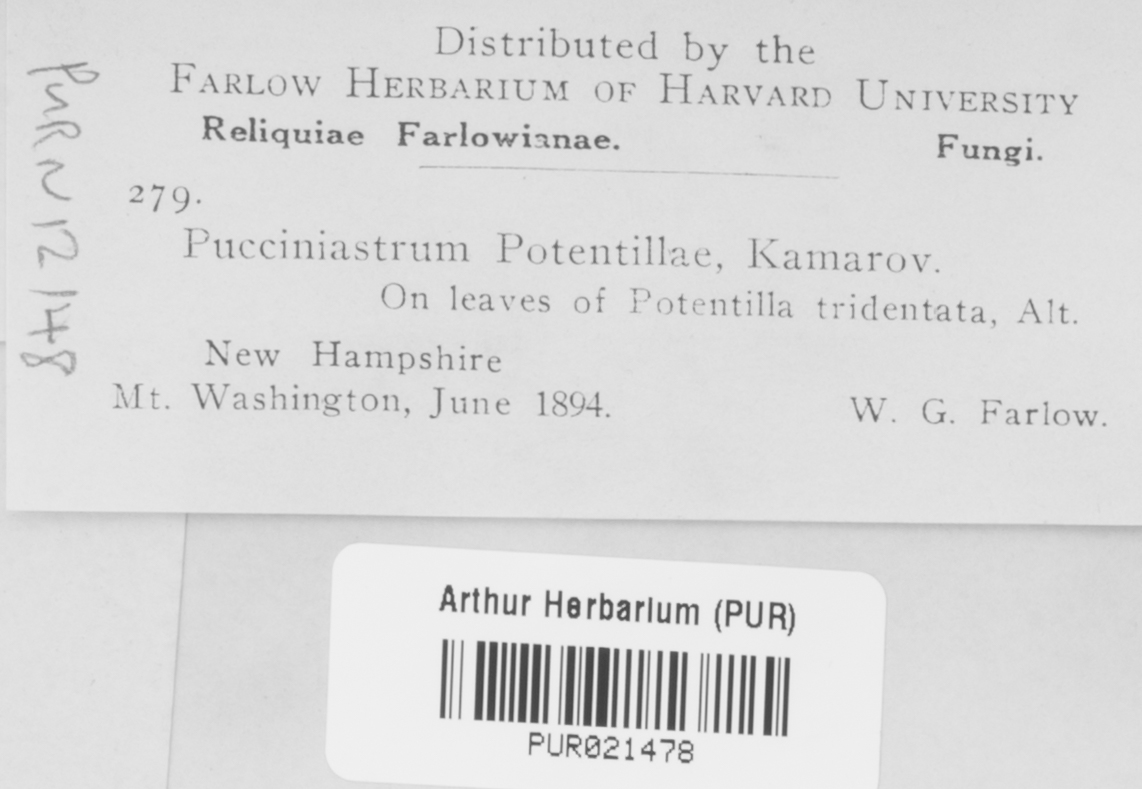 Distributed by the
FARLOW HERBARIUM OF HARVARD UNIVERSITY
Reliquiae Farlowianae. Fungi.
279.
Pucciniastrum Potentillae, Kamarov.
On leaves of Potentilla tridentata, Alt.
New Hampshire
Mt. Washington, June 1894. W. G. Farlow.
PUR N12148
Arthur Herbarium (PUR)
PUR021478